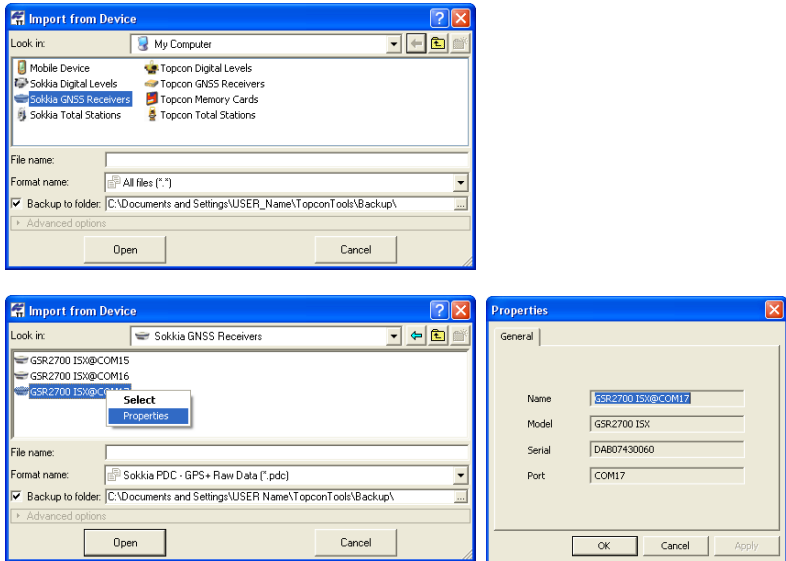 Import from Device
Look in: My Computer
Mobile Device Topcon Digital Levels
Sokkia Digital Levels Topcon GNSS Receivers
Sokkia GNSS Receivers Topcon Memory Cards
Sokkia Total Stations Topcon Total Stations
File name:
Format name: All files (*.*)
Backup to folder: C:\Documents and Settings\USER_Name\TopconTools\Backup\ ...
Advanced options
Open Cancel
Import from Device
Look in: Sokkia GNSS Receivers
GSR2700 ISX@COM15
GSR2700 ISX@COM16
GSR2700 ISX@COM17
Select
Properties
File name:
Format name: Sokkia PDC - GPS+ Raw Data (*.pdc)
Backup to folder: C:\Documents and Settings\USER Name\TopconTools\Backup\ ...
Advanced options
Open Cancel
Properties
General
Name GSR2700 ISX@COM17
Model GSR2700 ISX
Serial DAB07430060
Port COM17
OK Cancel Apply